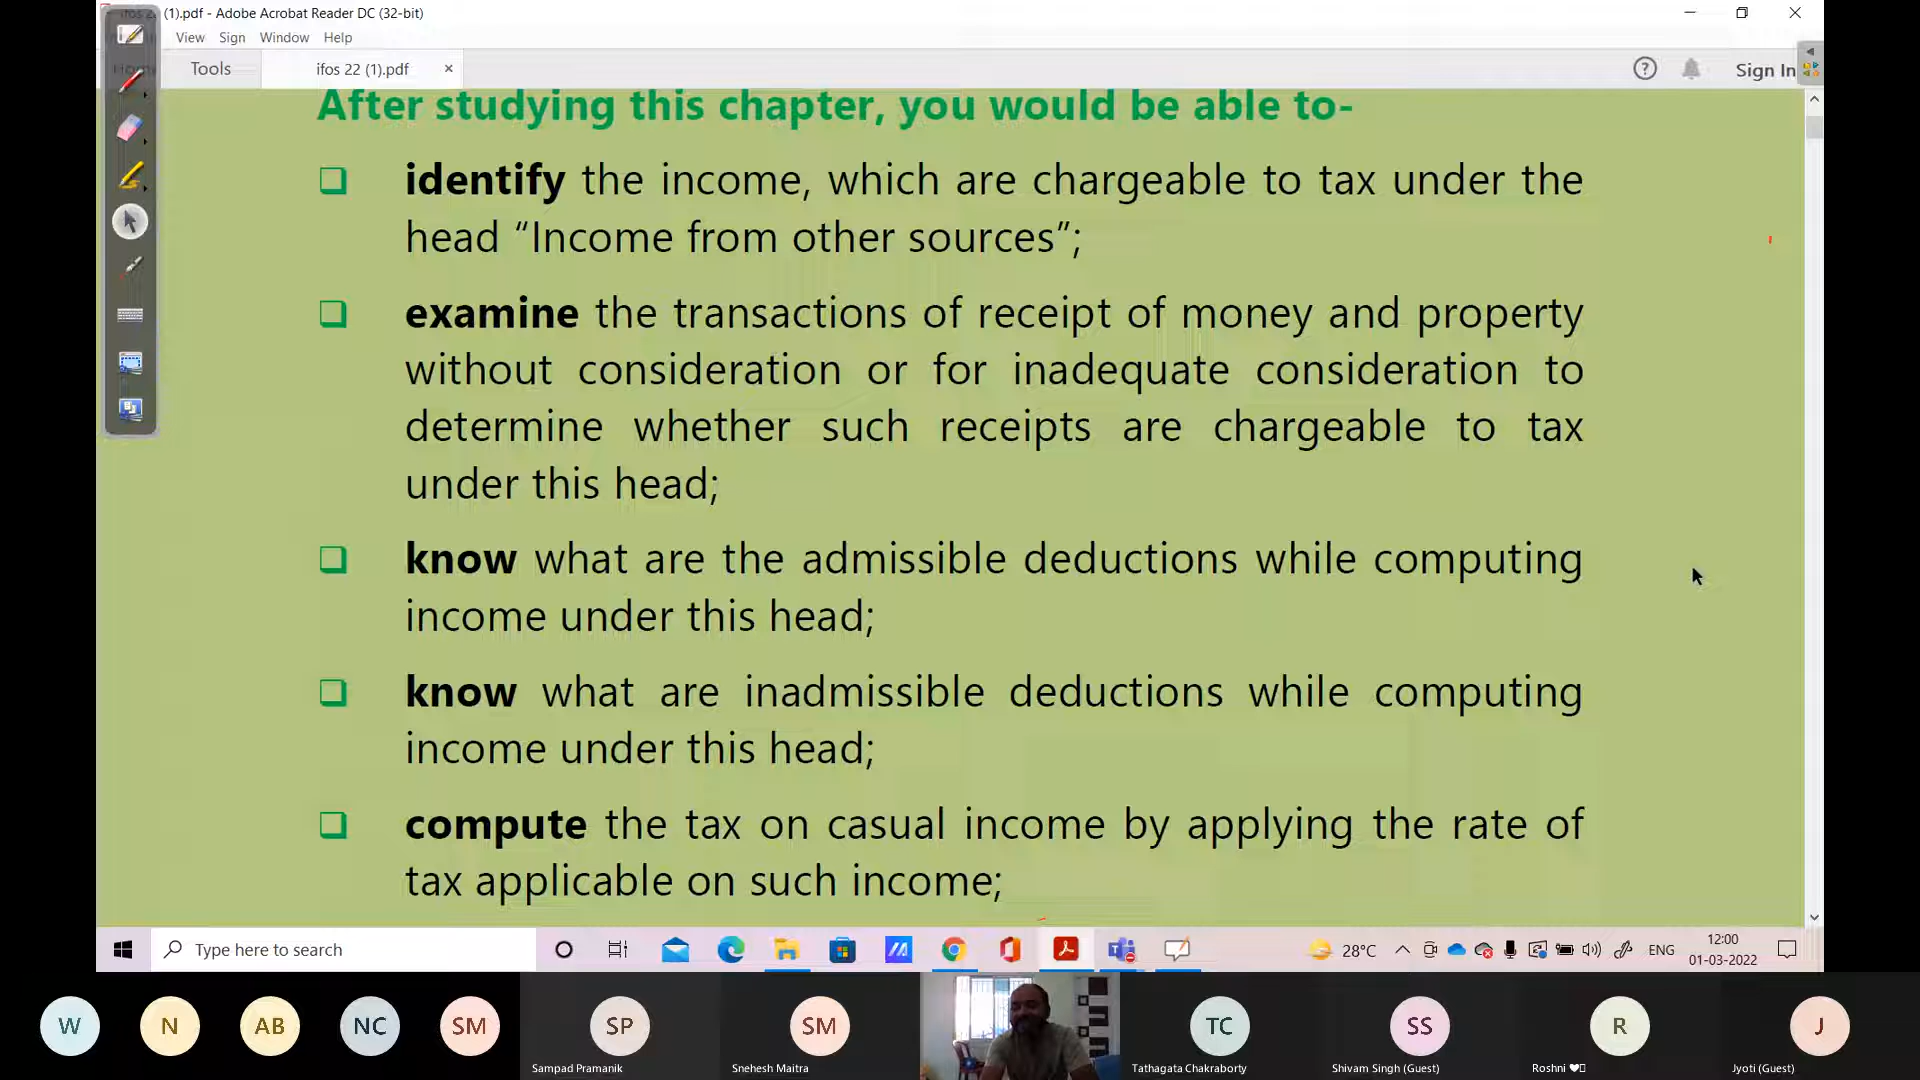 (1).pdf - Adobe Acrobat Reader DC (32-bit)
View Sign Window Help
Tools
ifos 22 (1).pdf
Sign In
After studying this chapter, you would be able to-
identify the income, which are chargeable to tax under the
head “Income from other sources”;
examine the transactions of receipt of money and property
without consideration or for inadequate consideration to
determine whether such receipts are chargeable to tax
under this head;
know what are the admissible deductions while computing
income under this head;
know what are inadmissible deductions while computing
income under this head;
compute the tax on casual income by applying the rate of
tax applicable on such income;
Type here to search
28°C
ENG
12:00
01-03-2022
W N AB NC SM SP SM TC SS R J
Sampad Pramanik
Snehesh Maitra
Tathagata Chakraborty
Shivam Singh (Guest)
Roshni ❤
Jyoti (Guest)